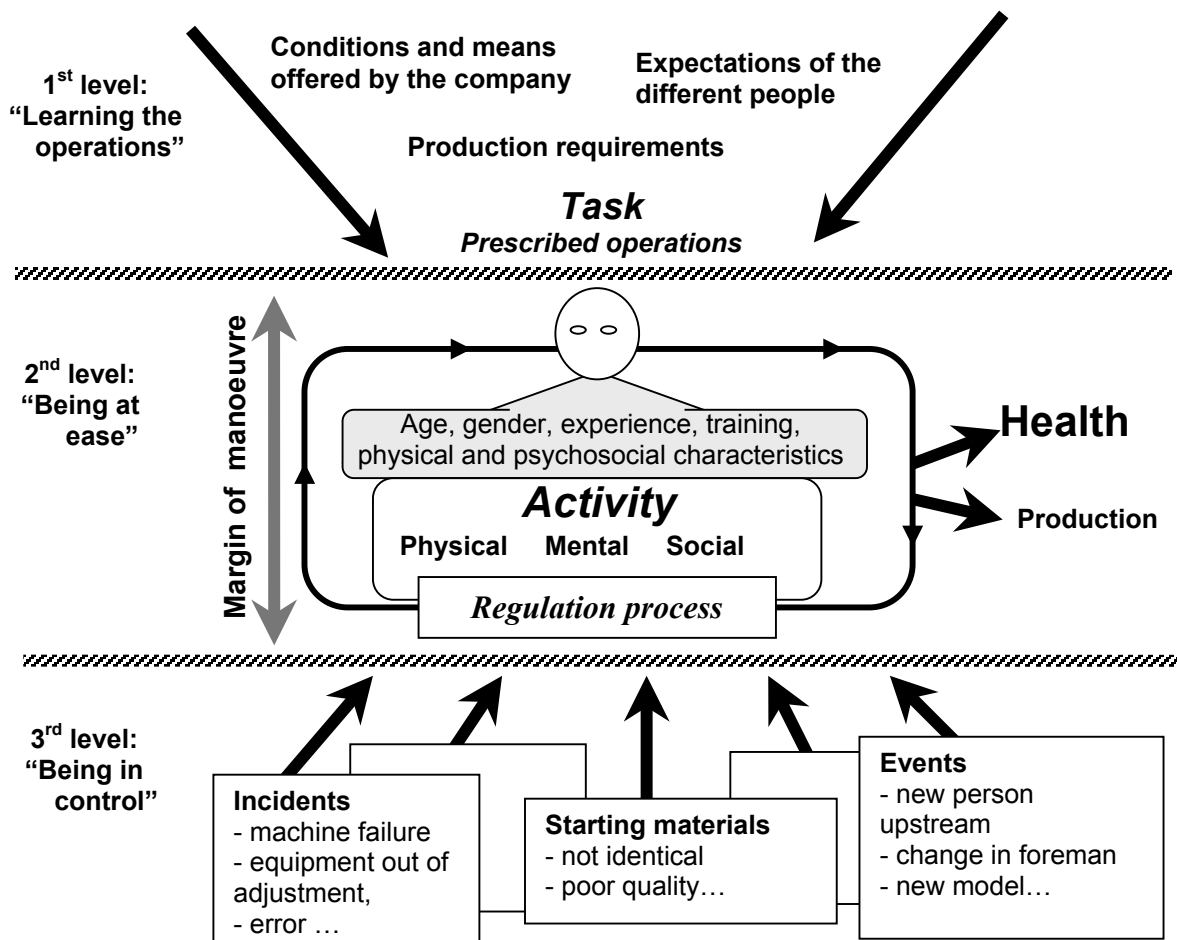 1st level:
“Learning the
operations”
Conditions and means
offered by the company
Expectations of the
different people
Production requirements
Task
Prescribed operations
2nd level:
“Being at
ease”
Margin of manoeuvre
Age, gender, experience, training,
physical and psychosocial characteristics
Activity
Physical Mental Social
Regulation process
Health
Production
3rd level:
“Being in
control”
Incidents
- machine failure
- equipment out of
adjustment,
- error …
Starting materials
- not identical
- poor quality…
Events
- new person
upstream
- change in foreman
- new model…